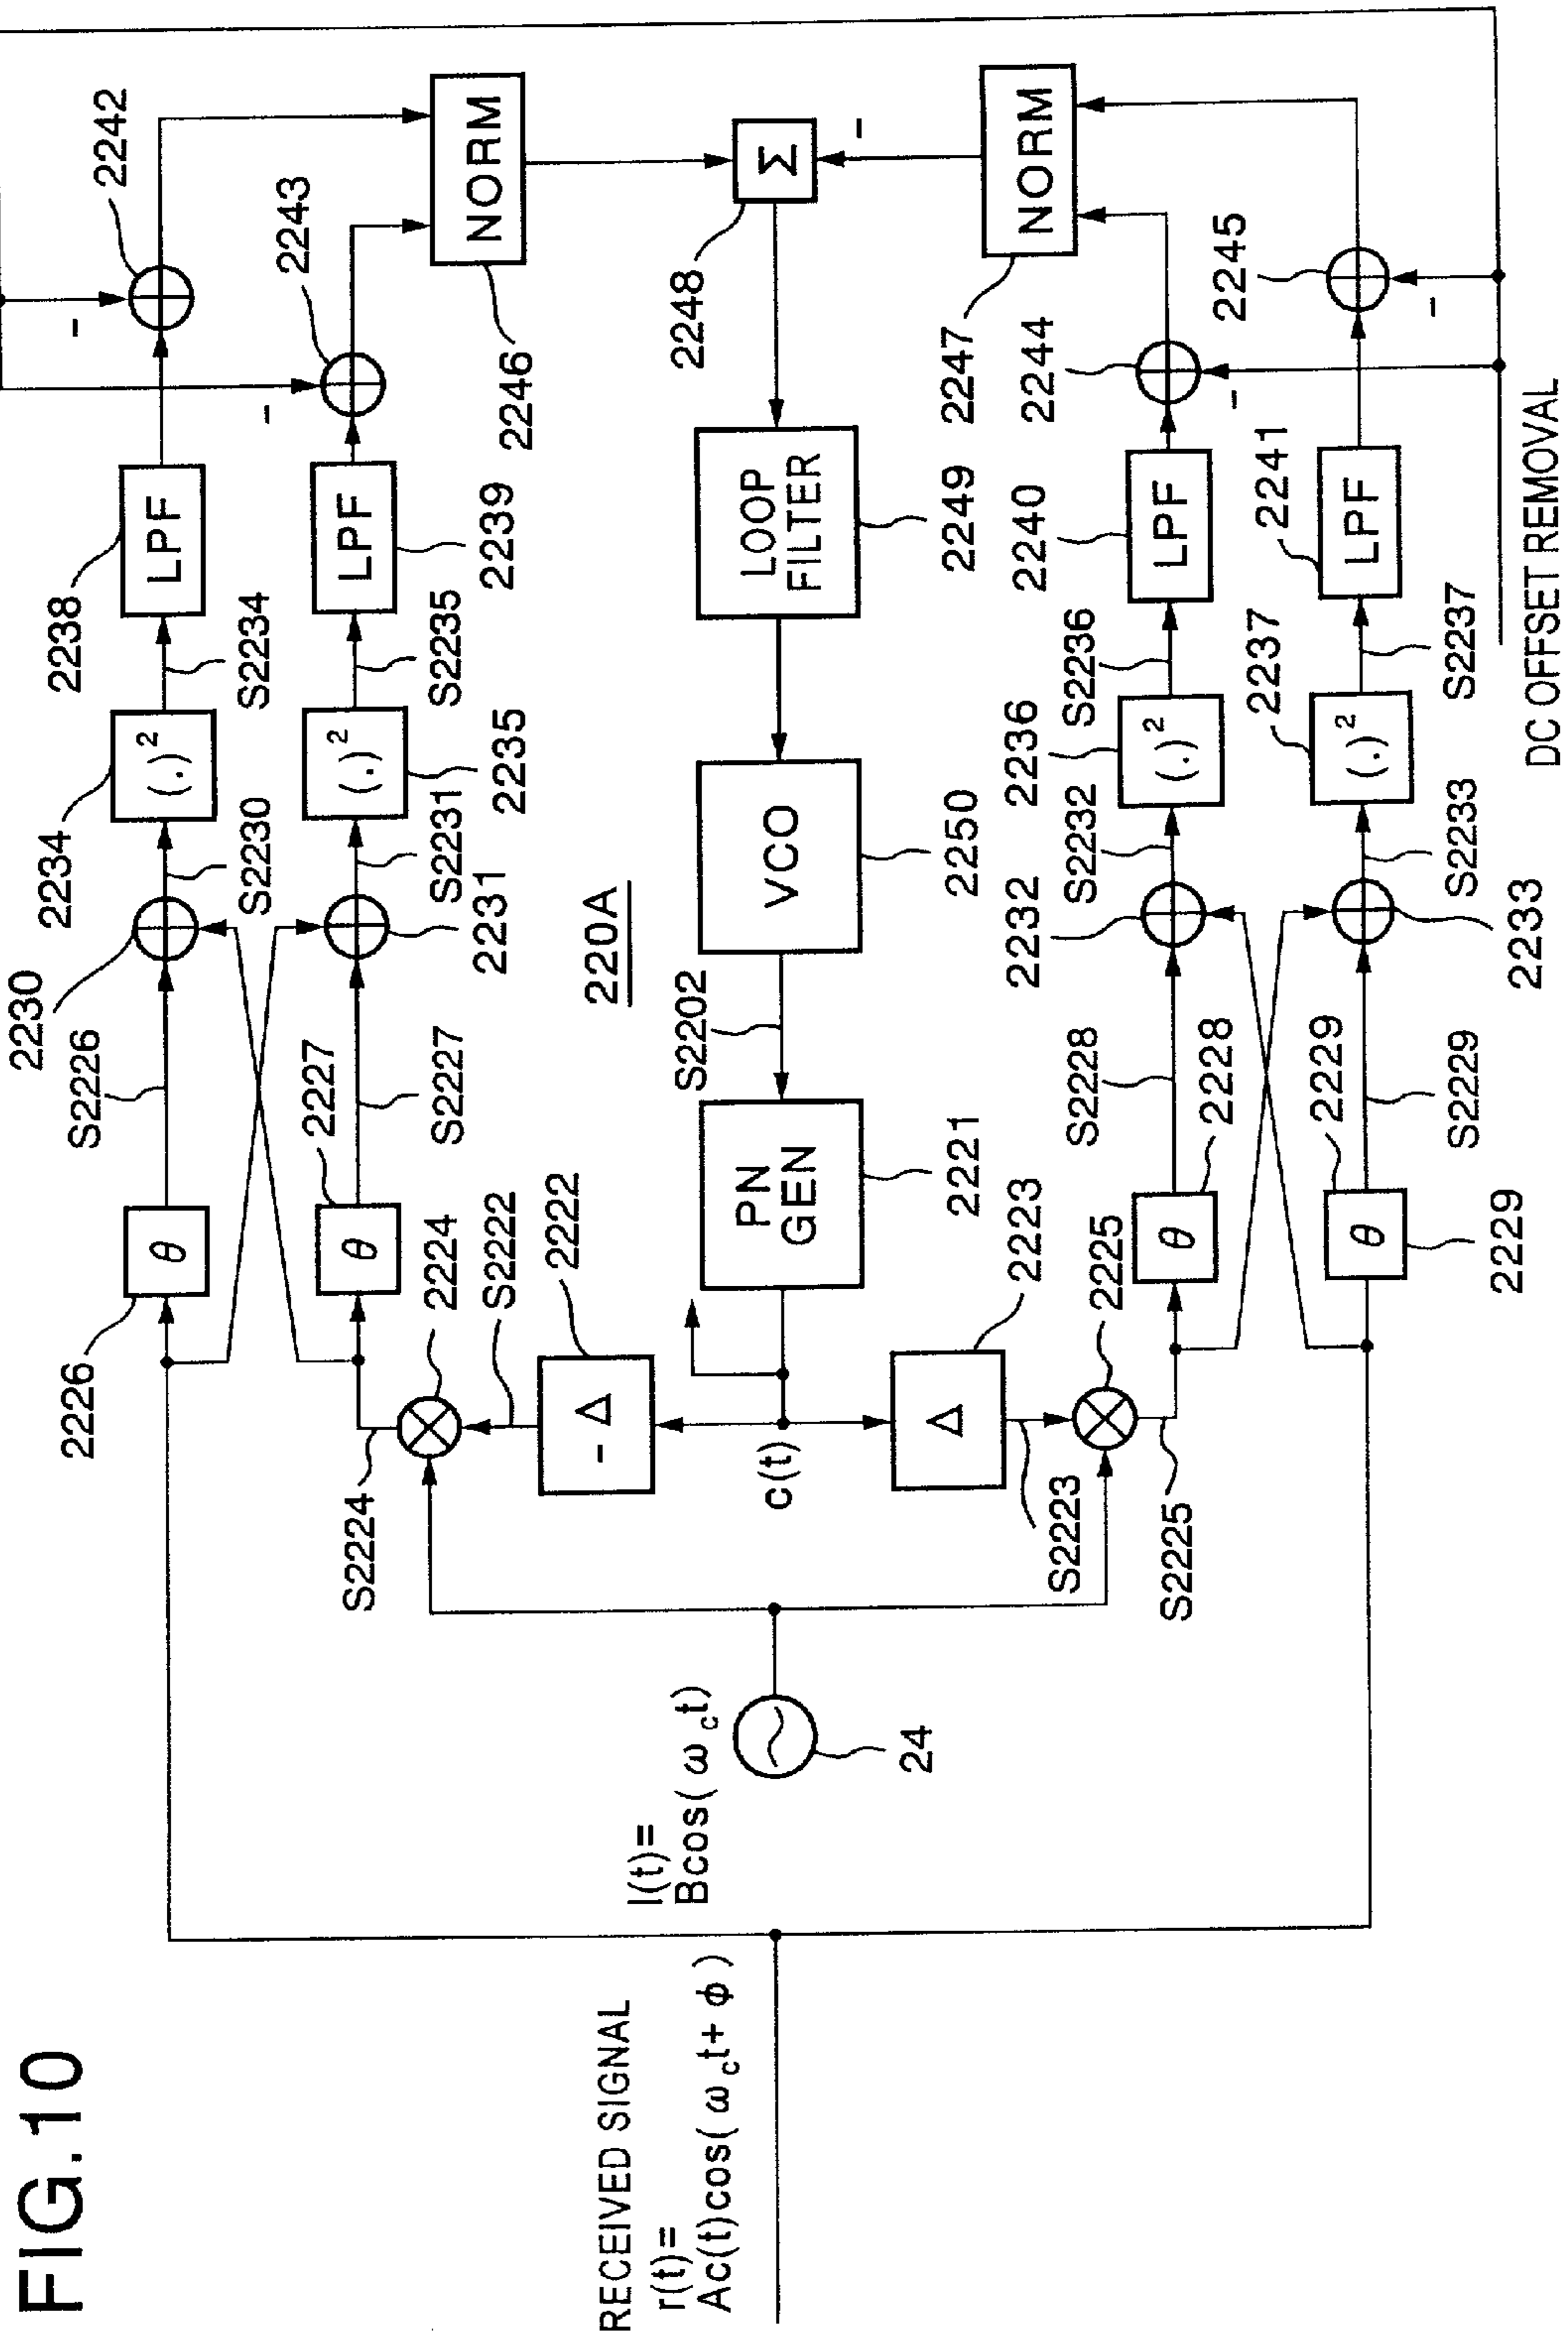 FIG.10
2226
θ
S2226
2230
2234
S2230
(.)²
S2234
2238
LPF
-
2242
2227
θ
S2227
2231
S2231
2235
(.)²
S2235
2239
LPF
-
2243
2246
NORM
S2224
2224
S2222
2222
-Δ
220A
RECEIVED SIGNAL
r(t)=
Ac(t)cos(ω_ct+φ)
l(t)=
Bcos(ω_ct)
24
c(t)
PN
GEN
2221
S2202
VCO
2250
LOOP
FILTER
2249
2248
Σ
-
Δ
2223
S2223
2225
S2225
θ
2228
S2228
2232
S2232
2236
(.)²
S2236
2240
LPF
-
2244
2247
NORM
2229
θ
2229
S2229
2233
S2233
2237
(.)²
S2237
2241
LPF
-
2245
DC OFFSET REMOVAL